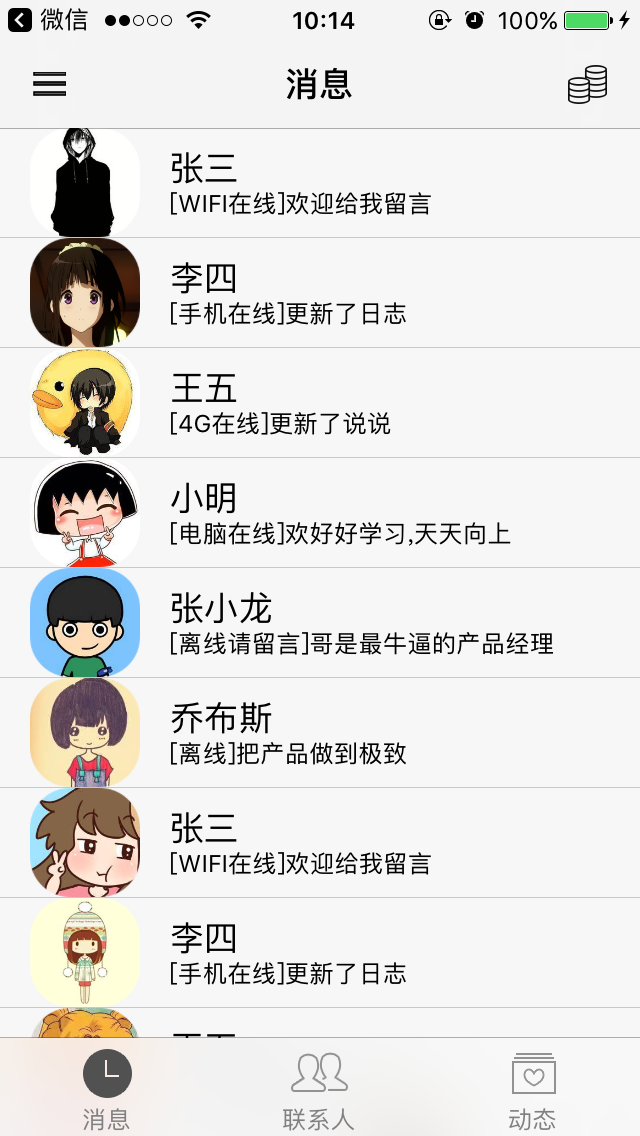 微信 10:14 100%
消息
张三
[WIFI在线]欢迎给我留言
李四
[手机在线]更新了日志
王五
[4G在线]更新了说说
小明
[电脑在线]欢好好学习,天天向上
张小龙
[离线请留言]哥是最牛逼的产品经理
乔布斯
[离线]把产品做到极致
张三
[WIFI在线]欢迎给我留言
李四
[手机在线]更新了日志
消息 联系人 动态